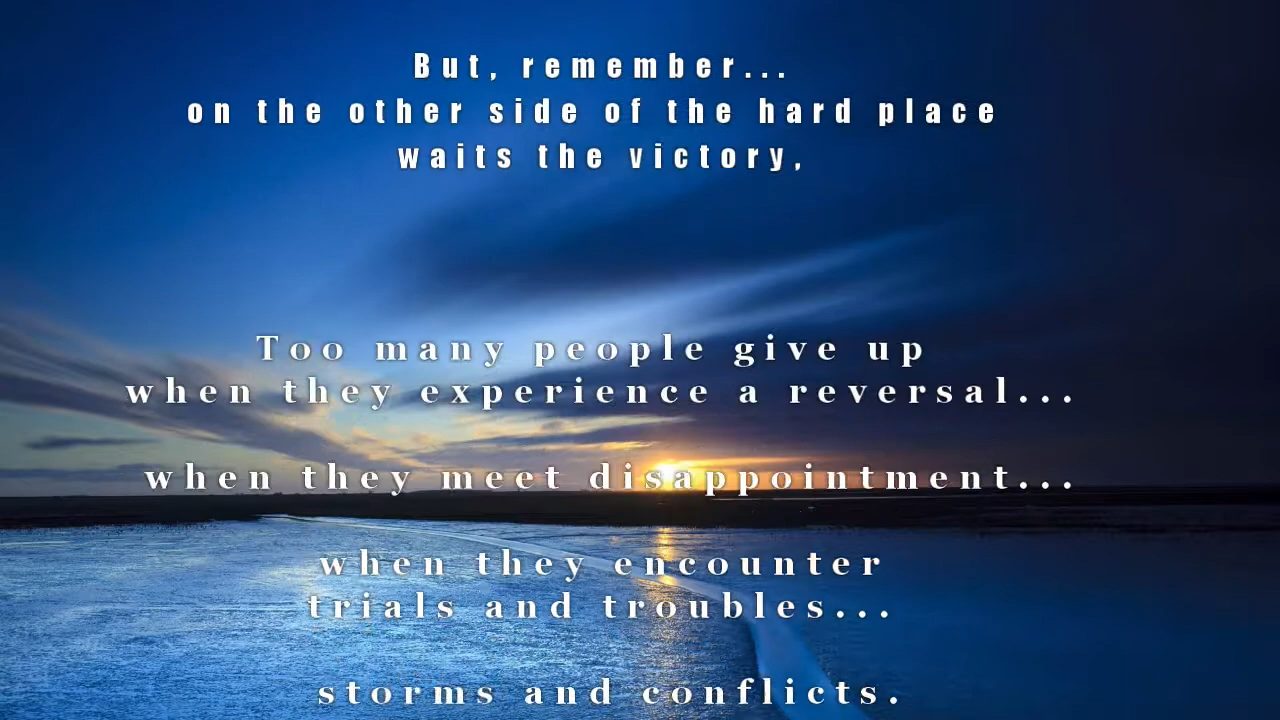 But, remember...
on the other side of the hard place
waits the victory,
Too many people give up
when they experience a reversal...
when they meet disappointment...
when they encounter
trials and troubles...
storms and conflicts.